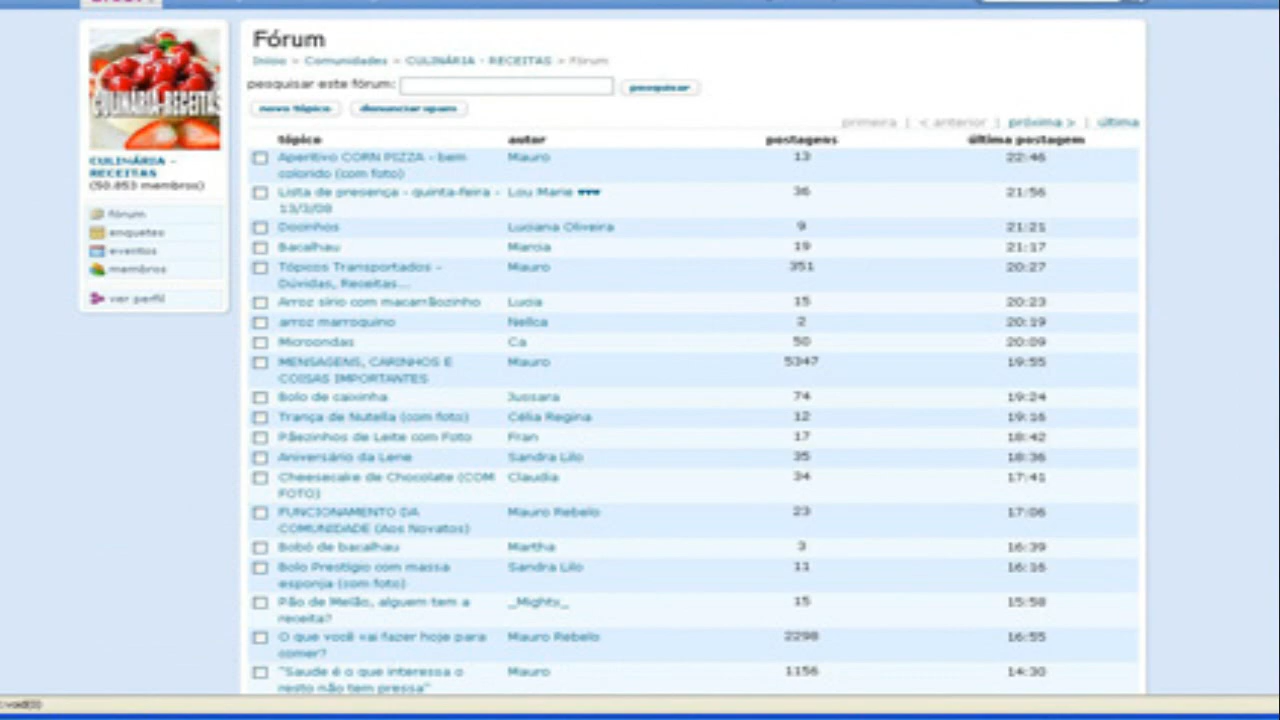 Fórum
Início > Comunidades > CULINÁRIA - RECEITAS > Fórum
pesquisar este fórum:
pesquisar
novo tópico
denunciar spam
primeira | < anterior | próxima > | última
CULINÁRIA-RECEITAS
CULINÁRIA -
RECEITAS
(50.853 membros)
fórum
enquetes
eventos
membros
ver perfil
tópico autor postagens última postagem
Aperitivo CORN PIZZA - bem Mauro 13 22:46
colorido (com foto)
Lista de presença - quinta-feira - Lou Marie ♥♥♥ 36 21:56
13/3/08
Docinhos Luciana Oliveira 9 21:21
Bacalhau Marcia 19 21:17
Tópicos Transportados - Mauro 351 20:27
Dúvidas, Receitas...
Arroz sírio com macarrãozinho Lucia 15 20:23
arroz marroquino Neilca 2 20:19
Microondas Ca 50 20:09
MENSAGENS, CARINHOS E Mauro 5347 19:55
COISAS IMPORTANTES
Bolo de caixinha Jussara 74 19:24
Trança de Nutella (com foto) Célia Regina 12 19:16
Pãezinhos de Leite com Foto Fran 17 18:42
Aniversário da Lene Sandra Lilo 35 18:36
Cheesecake de Chocolate (COM Claudia 34 17:41
FOTO)
FUNCIONAMENTO DA Mauro Rebelo 23 17:06
COMUNIDADE (Aos Novatos)
Bobó de bacalhau Martha 3 16:39
Bolo Prestígio com massa Sandra Lilo 11 16:16
esponja (com foto)
Pão de Melão, alguem tem a _Mighty_ 15 15:58
receita?
O que você vai fazer hoje para Mauro Rebelo 2298 16:55
comer?
"Saude é o que interessa o Mauro 1156 14:30
resto não tem pressa"
:void(0)